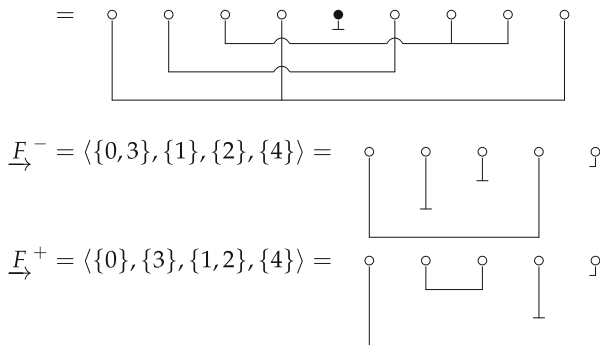 =
F⃗⁻ = ⟨{0, 3}, {1}, {2}, {4}⟩ =
F⃗⁺ = ⟨{0}, {3}, {1, 2}, {4}⟩ =